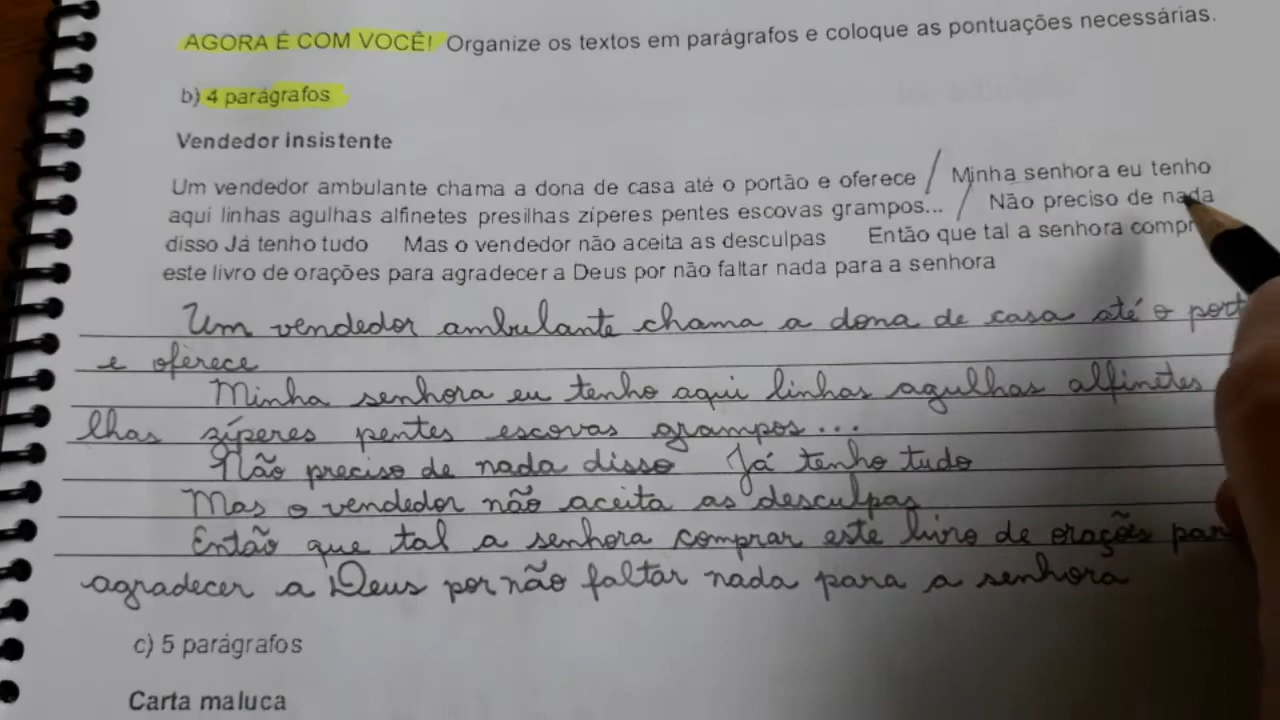 AGORA É COM VOCÊ! Organize os textos em parágrafos e coloque as pontuações necessárias.
b) 4 parágrafos
Vendedor insistente
Um vendedor ambulante chama a dona de casa até o portão e oferece / Minha senhora eu tenho
aqui linhas agulhas alfinetes presilhas zíperes pentes escovas grampos... / Não preciso de nada
disso Já tenho tudo Mas o vendedor não aceita as desculpas Então que tal a senhora compr
este livro de orações para agradecer a Deus por não faltar nada para a senhora
Um vendedor ambulante chama a dona de casa até o port
e oferece
Minha senhora eu tenho aqui linhas agulhas alfinetes
lhas zíperes pentes escovas grampos...
Não preciso de nada disso Já tenho tudo
Mas o vendedor não aceita as desculpas
Então que tal a senhora comprar este livro de orações par
agradecer a Deus por não faltar nada para a senhora
c) 5 parágrafos
Carta maluca